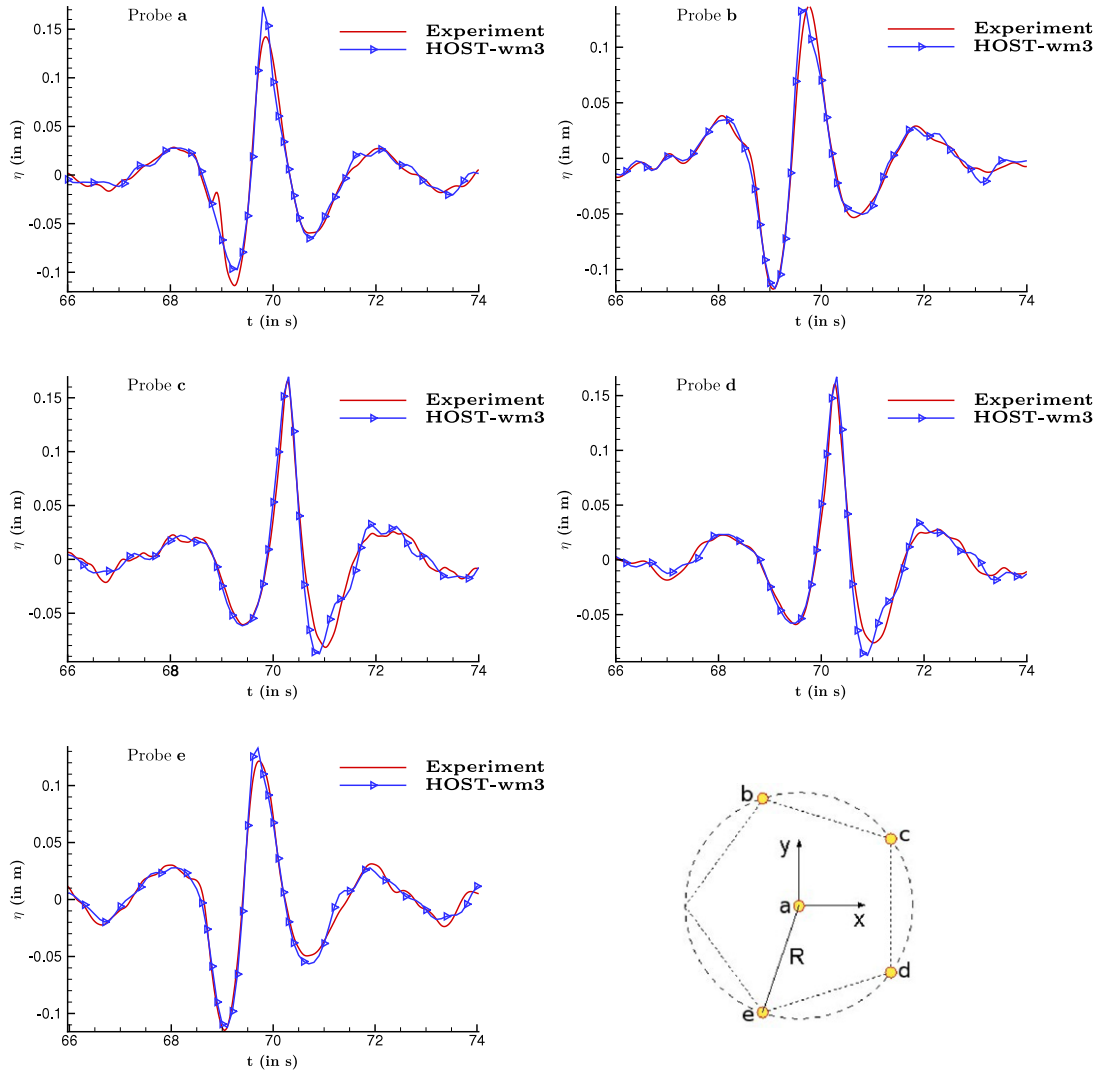 Probe a
Experiment
HOST-wm3
0.15
0.1
0.05
0
-0.05
-0.1
η (in m)
66 68 70 72 74
t (in s)
Probe b
Experiment
HOST-wm3
0.1
0.05
0
-0.05
-0.1
η (in m)
66 68 70 72 74
t (in s)
Probe c
Experiment
HOST-wm3
0.15
0.1
0.05
0
-0.05
η (in m)
66 68 70 72 74
t (in s)
Probe d
Experiment
HOST-wm3
0.15
0.1
0.05
0
-0.05
η (in m)
66 68 70 72 74
t (in s)
Probe e
Experiment
HOST-wm3
0.1
0.05
0
-0.05
-0.1
η (in m)
66 68 70 72 74
t (in s)
b
c
y
a
x
R
d
e